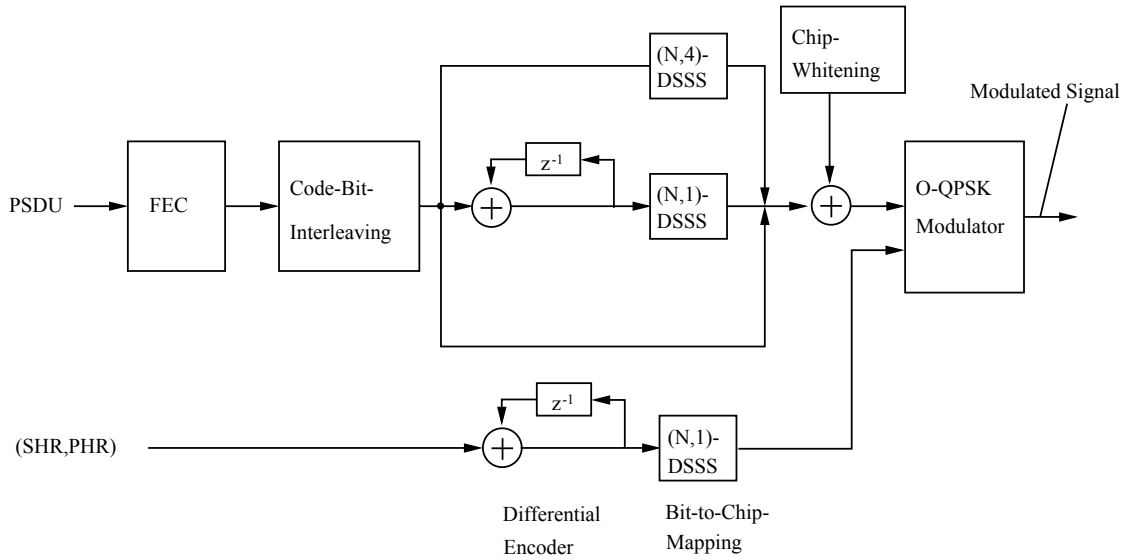 (N,4)-
DSSS
Chip-
Whitening
Modulated Signal
PSDU
FEC
Code-Bit-
Interleaving
z-1
(N,1)-
DSSS
O-QPSK
Modulator
(SHR,PHR)
z-1
(N,1)-
DSSS
Differential
Encoder
Bit-to-Chip-
Mapping